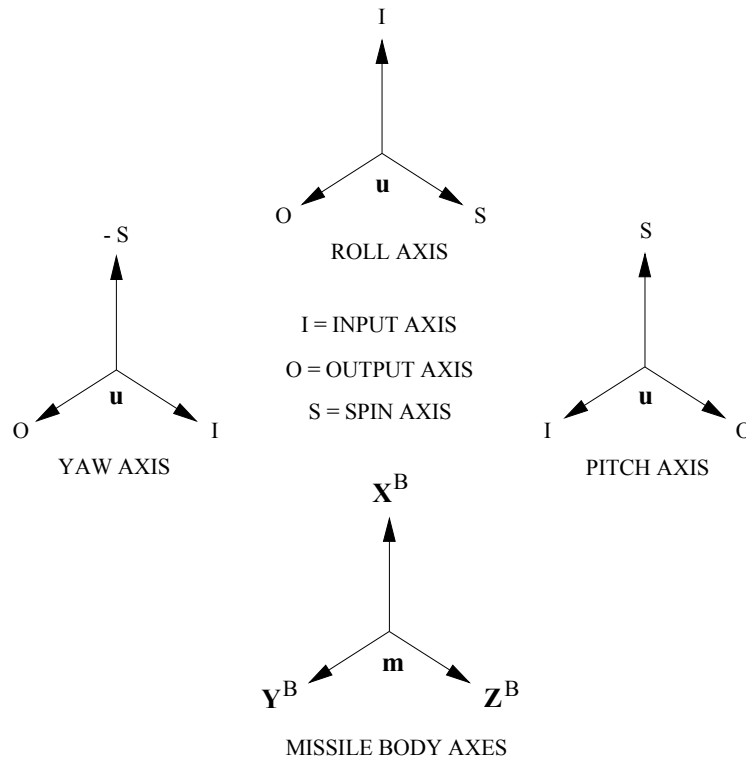 I
u
O
S
ROLL AXIS
- S
u
O
I
YAW AXIS
I = INPUT AXIS
O = OUTPUT AXIS
S = SPIN AXIS
S
u
I
O
PITCH AXIS
X^B
m
Y^B
Z^B
MISSILE BODY AXES